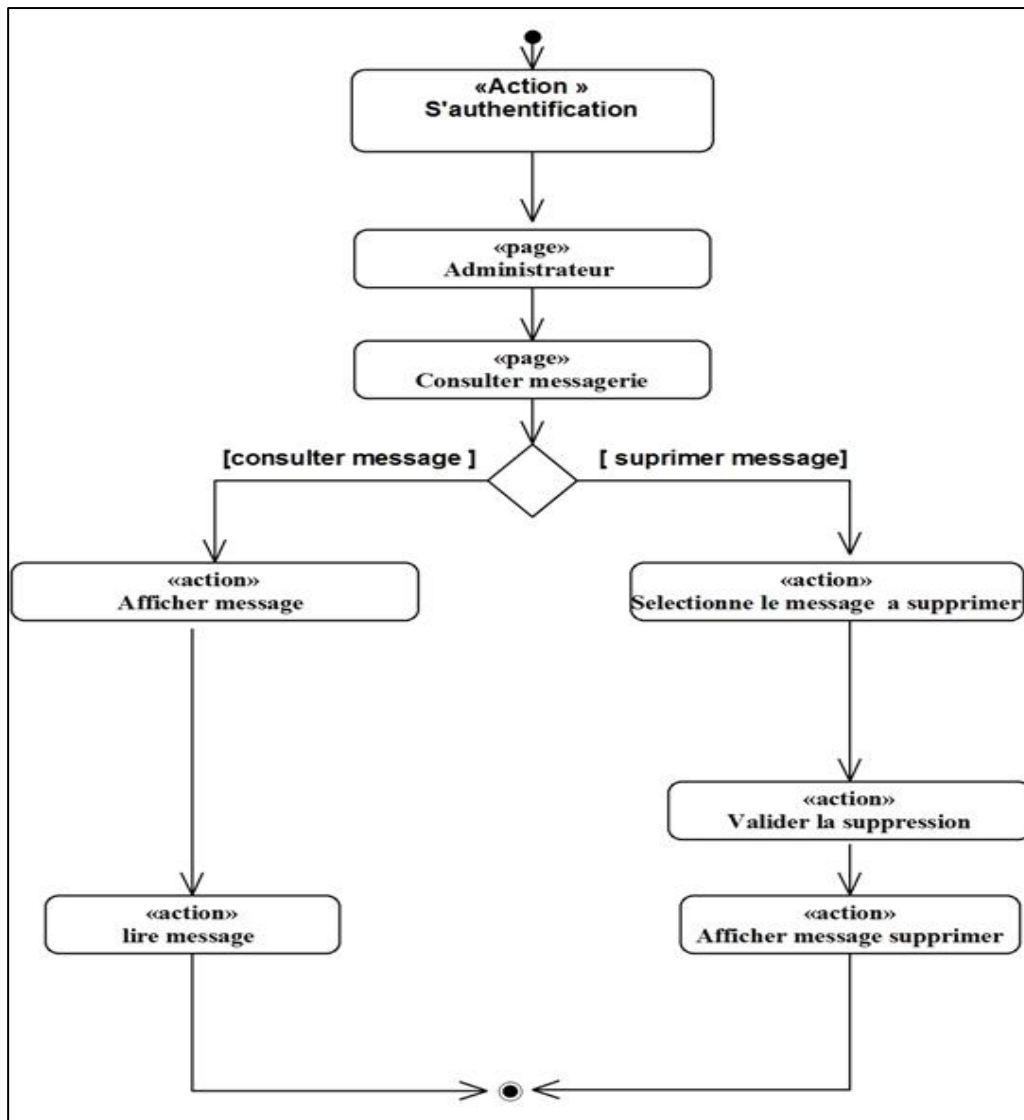 «Action »
S'authentification
«page»
Administrateur
«page»
Consulter messagerie
[consulter message ]
[ suprimer message]
«action»
Afficher message
«action»
Selectionne le message a supprimer
«action»
Valider la suppression
«action»
lire message
«action»
Afficher message supprimer